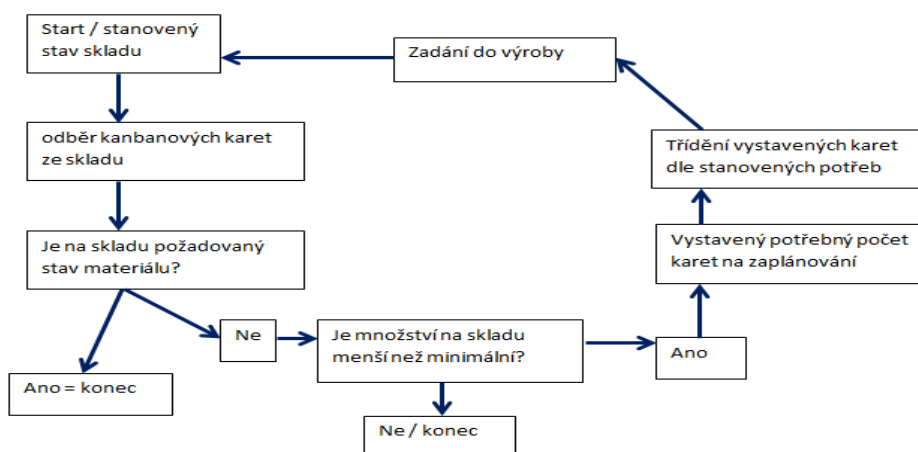 Start / stanovený
stav skladu
Zadání do výroby
odběr kanbanových karet
ze skladu
Třídění vystavených karet
dle stanovených potřeb
Je na skladu požadovaný
stav materiálu?
Vystavený potřebný počet
karet na zaplánování
Ne
Je množství na skladu
menší než minimální?
Ano
Ano = konec
Ne / konec